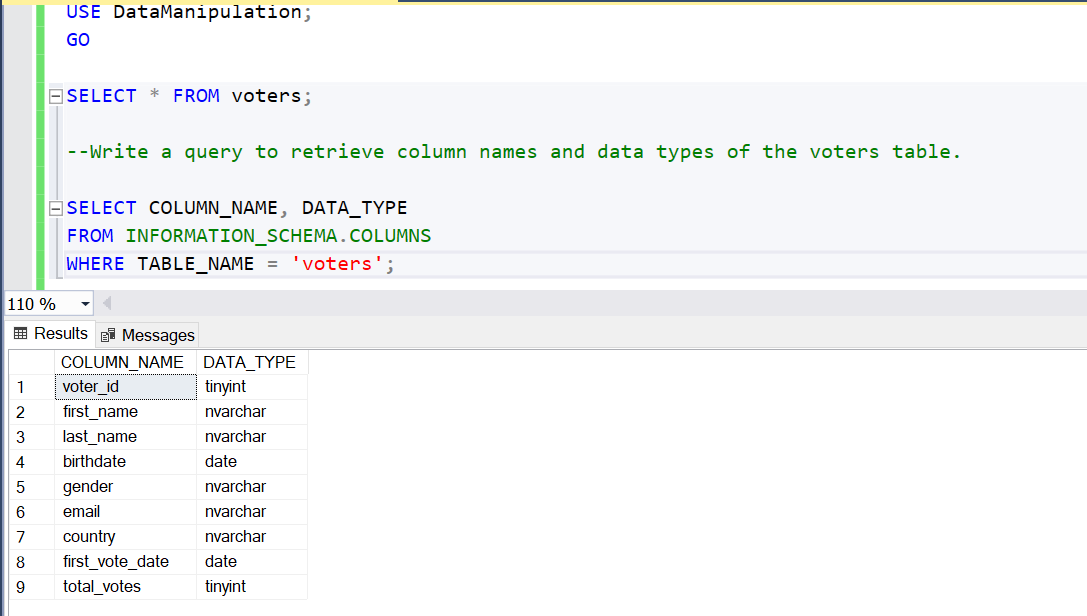 USE DataManipulation;
GO
SELECT * FROM voters;
--Write a query to retrieve column names and data types of the voters table.
SELECT COLUMN_NAME, DATA_TYPE
FROM INFORMATION_SCHEMA.COLUMNS
WHERE TABLE_NAME = 'voters';
110 %
Results Messages
COLUMN_NAME DATA_TYPE
1 voter_id tinyint
2 first_name nvarchar
3 last_name nvarchar
4 birthdate date
5 gender nvarchar
6 email nvarchar
7 country nvarchar
8 first_vote_date date
9 total_votes tinyint